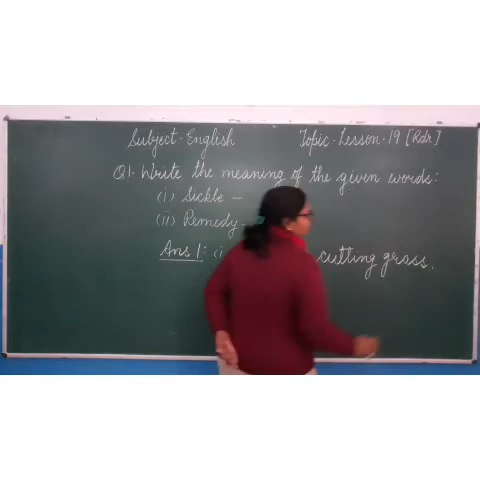 Subject - English Topic - Lesson - 19 [Rdr]
Q1. Write the meaning of the given words:
(i) Sickle -
(ii) Remedy -
Ans 1: (i cutting grass.